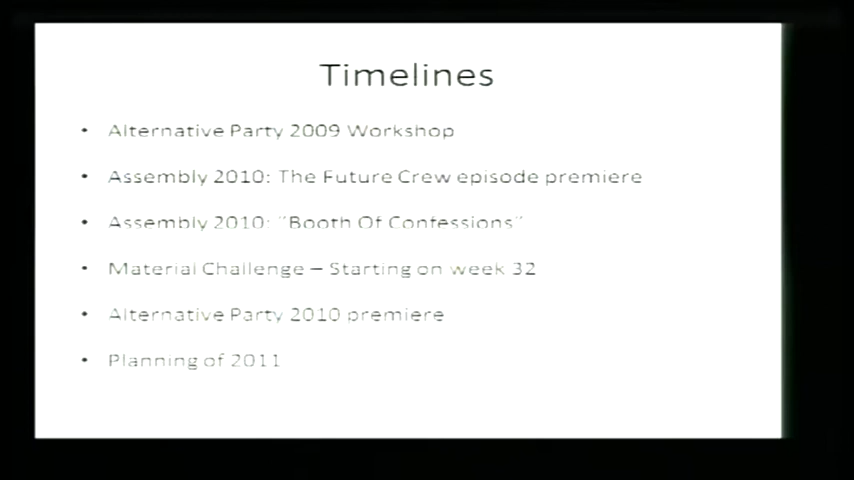 Timelines
• Alternative Party 2009 Workshop
• Assembly 2010: The Future Crew episode premiere
• Assembly 2010: "Booth Of Confessions"
• Material Challenge – Starting on week 32
• Alternative Party 2010 premiere
• Planning of 2011